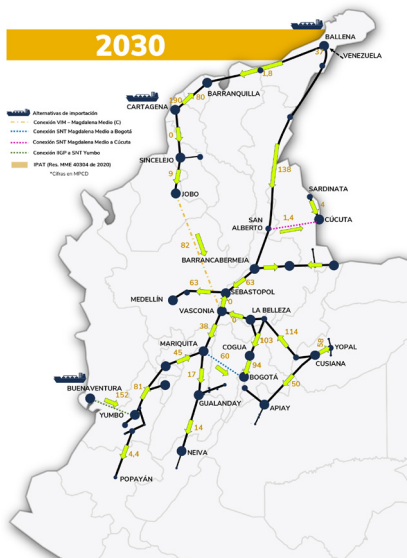 2030
BALLENA
37
VENEZUELA
1,8
BARRANQUILLA
190
80
CARTAGENA
0
Alternativas de importación
Conexión VIM – Magdalena Medio (C)
Conexión SNT Magdalena Medio a Bogotá
Conexión SNT Magdalena Medio a Cúcuta
Conexión IIGP a SNT Yumbo
IPAT (Res. MME 40304 de 2020)
*Cifras en MPCD
SINCELEJO
9
JOBO
138
SARDINATA
4
SAN
ALBERTO
1,4
CÚCUTA
82
BARRANCABERMEJA
63
63
SEBASTOPOL
MEDELLÍN
0
VASCONIA
LA BELLEZA
0
38
MARIQUITA
COGUA
103
114
58
YOPAL
45
60
94
CUSIANA
BUENAVENTURA
17
BOGOTÁ
50
152
81
GUALANDAY
APIAY
YUMBO
14
4,4
NEIVA
POPAYÁN